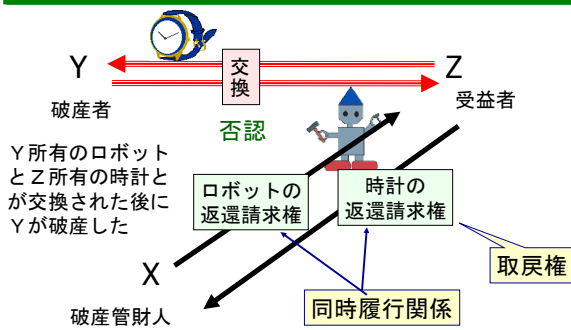 Y
交
換
Z
破産者
受益者
否認
Y所有のロボット
とZ所有の時計と
が交換された後に
Yが破産した
ロボットの
返還請求権
時計の
返還請求権
取戻権
X
破産管財人
同時履行関係